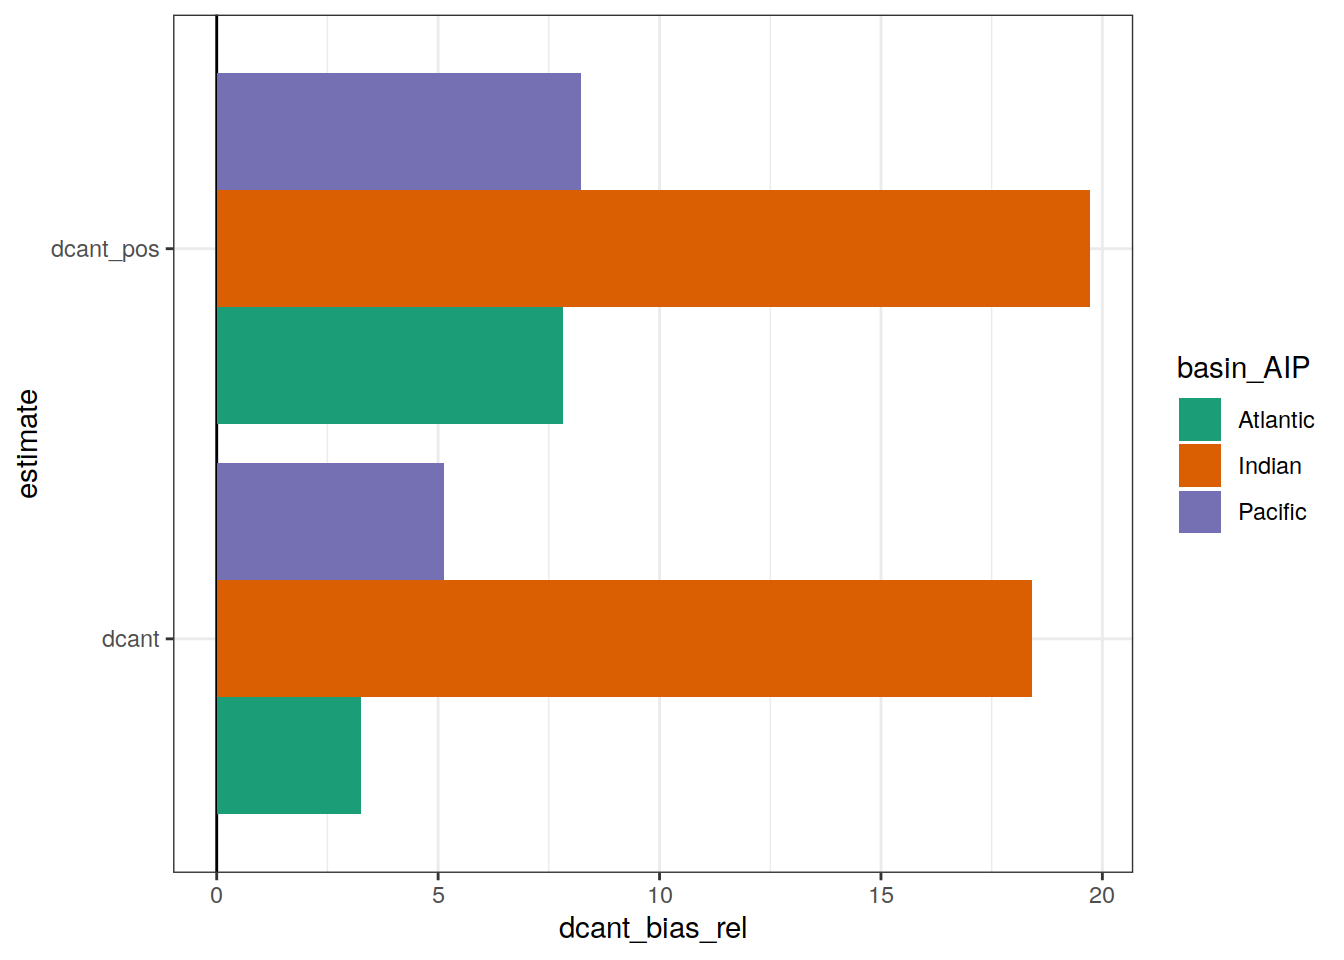 estimate
dcant_pos
dcant
0
5
10
15
20
dcant_bias_rel
basin_AIP
Atlantic
Indian
Pacific